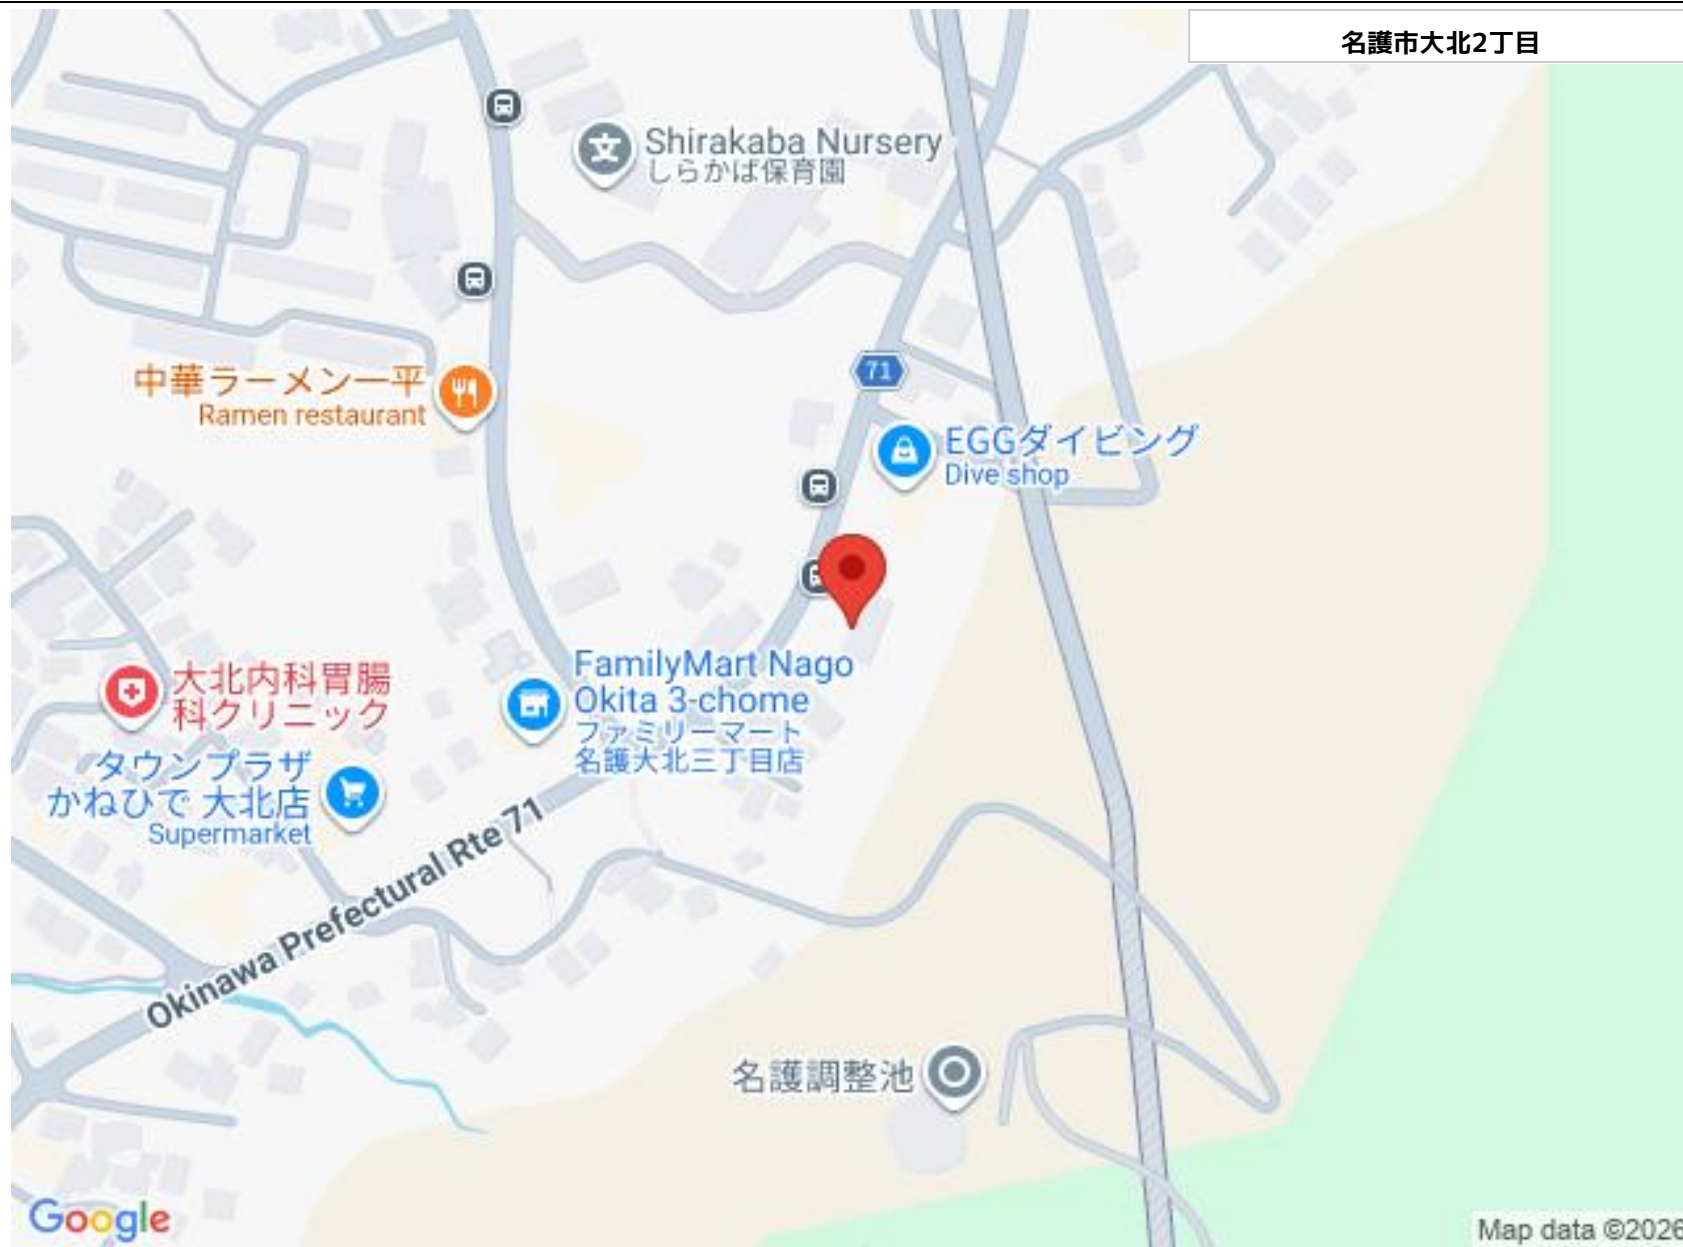 名護市大北2丁目
Shirakaba Nursery
しらかば保育園
中華ラーメン一平
Ramen restaurant
71
EGGダイビング
Dive shop
FamilyMart Nago
Okita 3-chome
ファミリーマート
名護大北三丁目店
大北内科胃腸
科クリニック
タウンプラザ
かねひで 大北店
Supermarket
Okinawa Prefectural Rte 71
名護調整池
Google
Map data ©2026